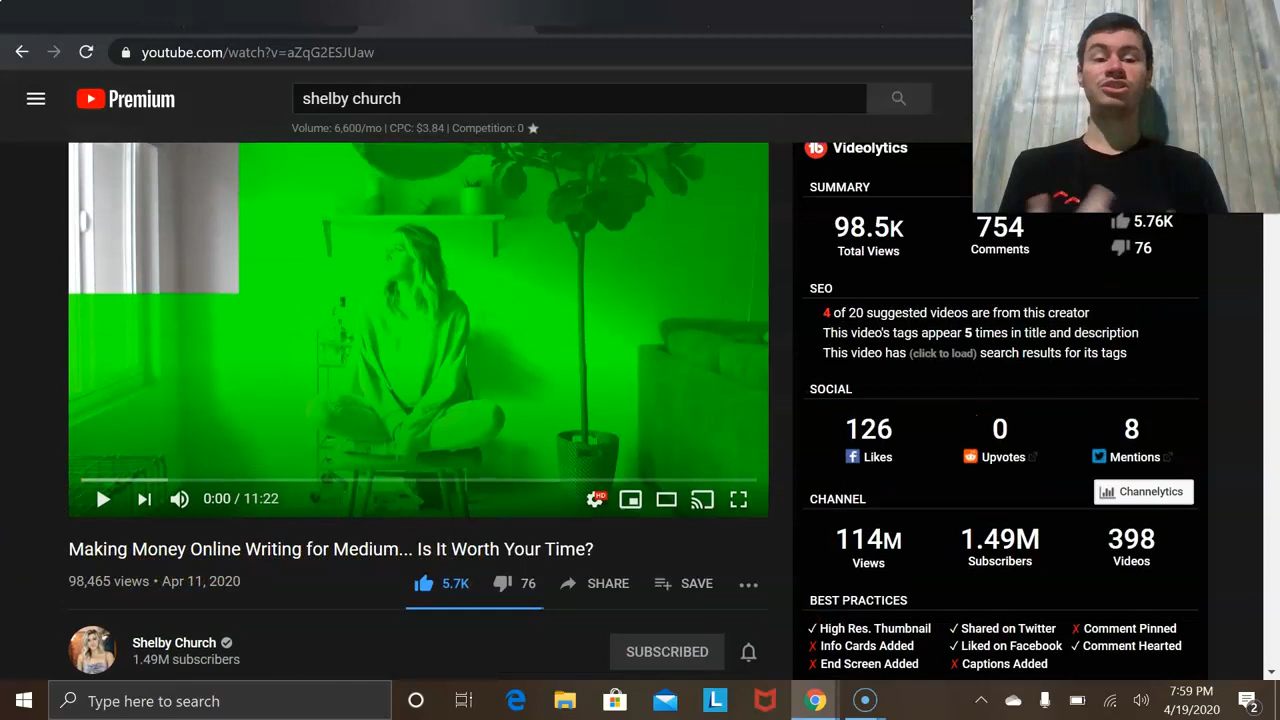 youtube.com/watch?v=aZqG2ESJUaw
Premium
shelby church
Volume: 6,600/mo | CPC: $3.84 | Competition: 0
Videolytics
SUMMARY
98.5K 754 5.76K
Total Views Comments 76
SEO
4 of 20 suggested videos are from this creator
This video's tags appear 5 times in title and description
This video has (click to load) search results for its tags
SOCIAL
126 0 8
Likes Upvotes Mentions
Channelytics
CHANNEL
114M 1.49M 398
Views Subscribers Videos
BEST PRACTICES
✓ High Res. Thumbnail ✓ Shared on Twitter ✗ Comment Pinned
✗ Info Cards Added ✓ Liked on Facebook ✓ Comment Hearted
✗ End Screen Added ✗ Captions Added
0:00 / 11:22 HD
Making Money Online Writing for Medium... Is It Worth Your Time?
98,465 views • Apr 11, 2020 5.7K 76 SHARE SAVE
Shelby Church
1.49M subscribers
SUBSCRIBED
Type here to search
7:59 PM
4/19/2020
2